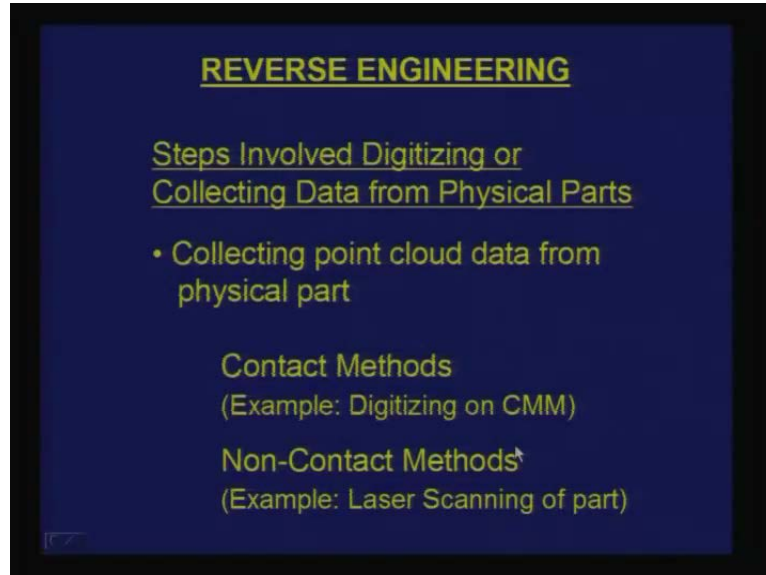 REVERSE ENGINEERING
Steps Involved Digitizing or
Collecting Data from Physical Parts
• Collecting point cloud data from
physical part
Contact Methods
(Example: Digitizing on CMM)
Non-Contact Methods
(Example: Laser Scanning of part)